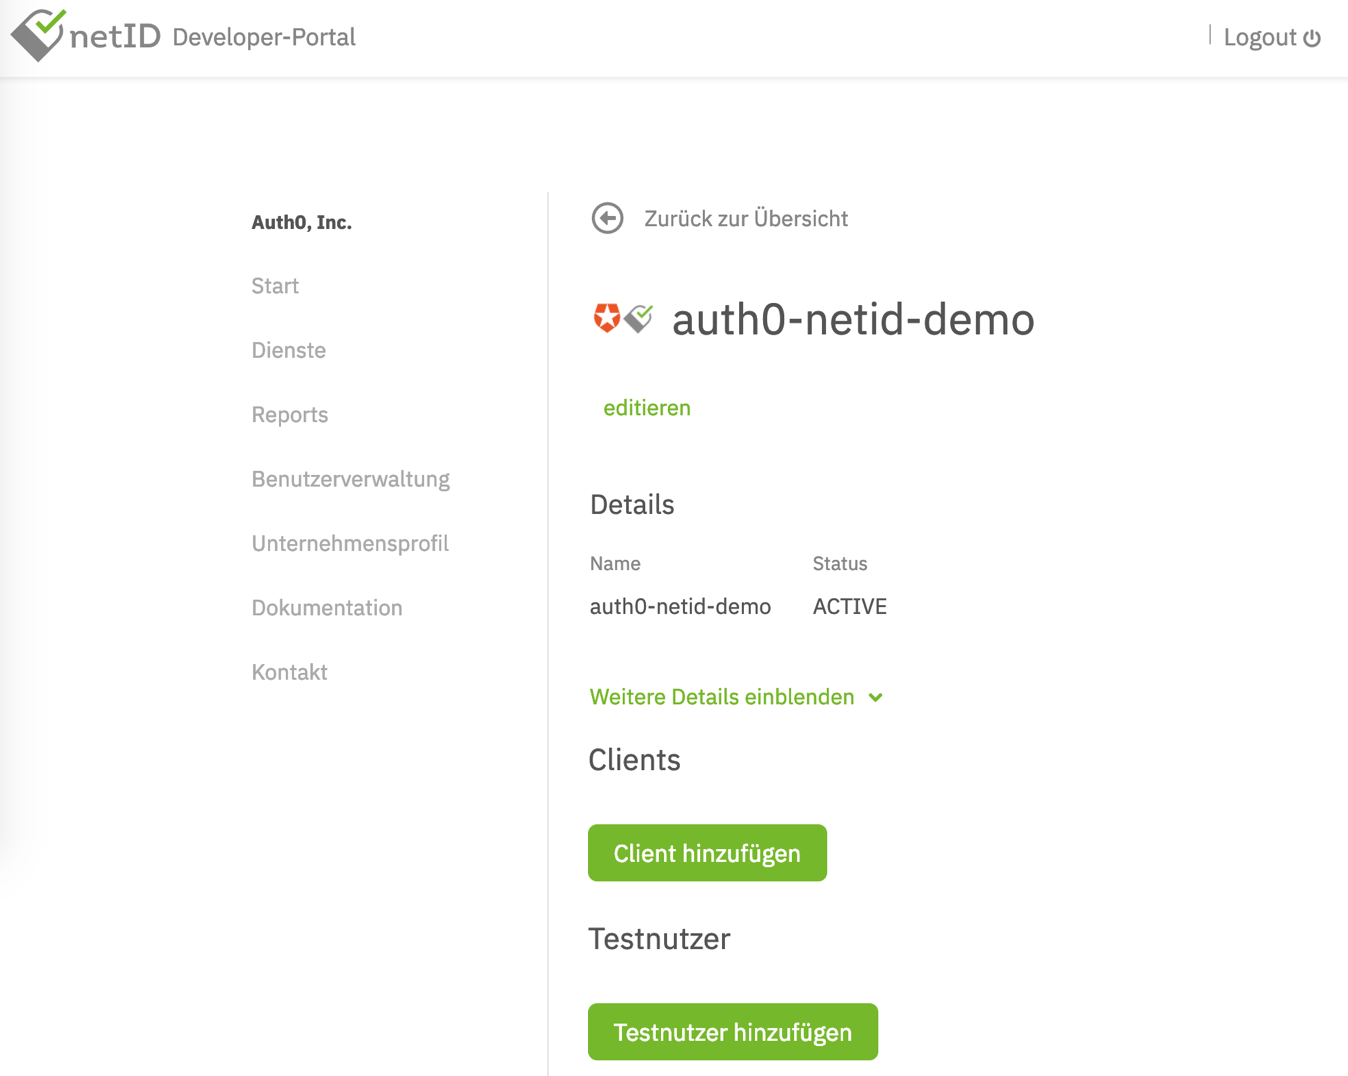 netID Developer-Portal
Logout
Auth0, Inc.
Start
Dienste
Reports
Benutzerverwaltung
Unternehmensprofil
Dokumentation
Kontakt
Zurück zur Übersicht
auth0-netid-demo
editieren
Details
Name Status
auth0-netid-demo ACTIVE
Weitere Details einblenden
Clients
Client hinzufügen
Testnutzer
Testnutzer hinzufügen